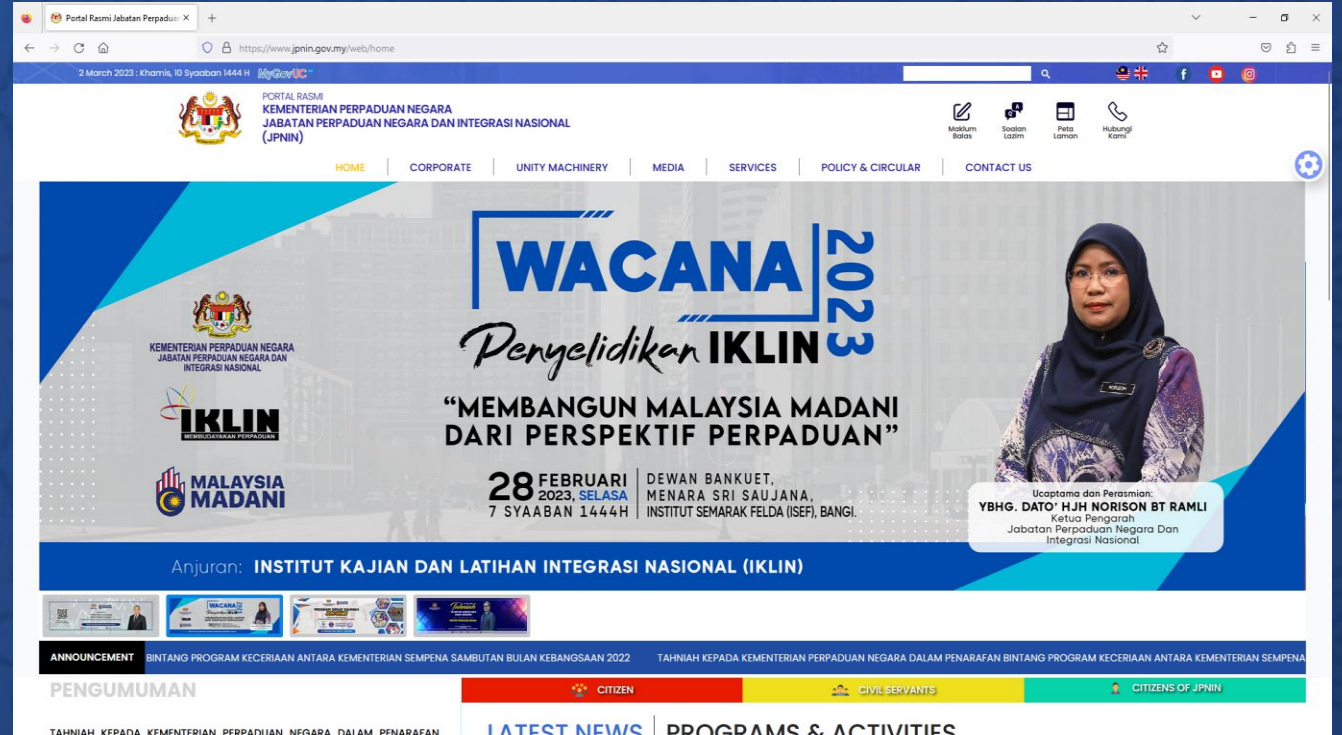 Portal Rasmi Jabatan Perpaduan
https://www.jpnin.gov.my/web/home
2 March 2023 : Khamis, 10 Syaaban 1444 H MyGovUC
PORTAL RASMI
KEMENTERIAN PERPADUAN NEGARA
JABATAN PERPADUAN NEGARA DAN INTEGRASI NASIONAL
(JPNIN)
Maklum Balas
Soalan Lazim
Peta Laman
Hubungi Kami
HOME CORPORATE UNITY MACHINERY MEDIA SERVICES POLICY & CIRCULAR CONTACT US
WACANA 2023
Penyelidikan IKLIN
"MEMBANGUN MALAYSIA MADANI
DARI PERSPEKTIF PERPADUAN"
28 FEBRUARI
2023, SELASA
7 SYAABAN 1444H
DEWAN BANKUET,
MENARA SRI SAUJANA,
INSTITUT SEMARAK FELDA (ISEF), BANGI.
KEMENTERIAN PERPADUAN NEGARA
JABATAN PERPADUAN NEGARA DAN
INTEGRASI NASIONAL
IKLIN
MEMBUDAYAKAN PERPADUAN
MALAYSIA
MADANI
NORISON
Ucaptama dan Perasmian:
YBHG. DATO' HJH NORISON BT RAMLI
Ketua Pengarah
Jabatan Perpaduan Negara Dan
Integrasi Nasional
Anjuran: INSTITUT KAJIAN DAN LATIHAN INTEGRASI NASIONAL (IKLIN)
WACANA
Penyelidikan IKLIN
Tahniah
ANNOUNCEMENT BINTANG PROGRAM KECERIAAN ANTARA KEMENTERIAN SEMPENA SAMBUTAN BULAN KEBANGSAAN 2022 TAHNIAH KEPADA KEMENTERIAN PERPADUAN NEGARA DALAM PENARAFAN BINTANG PROGRAM KECERIAAN ANTARA KEMENTERIAN SEMPENA
PENGUMUMAN
CITIZEN CIVIL SERVANTS CITIZENS OF JPNIN
TAHNIAH KEPADA KEMENTERIAN PERPADUAN NEGARA DALAM PENARAFAN
LATEST NEWS PROGRAMS & ACTIVITIES